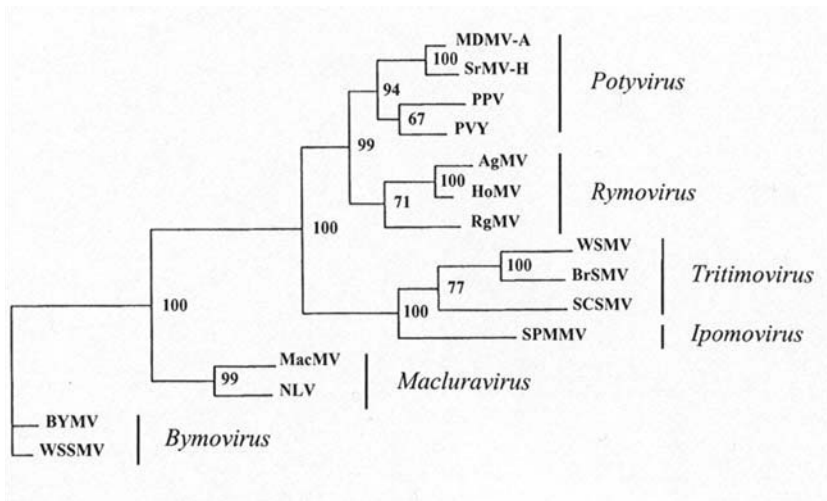 MDMV-A
100
SrMV-H
Potyvirus
94
PPV
67
PVY
99
AgMV
100
HoMV
Rymovirus
71
RgMV
100
WSMV
100
BrSMV
Tritimovirus
77
SCSMV
100
SPMMV
Ipomovirus
100
MacMV
99
Macluravirus
NLV
BYMV
Bymovirus
WSSMV